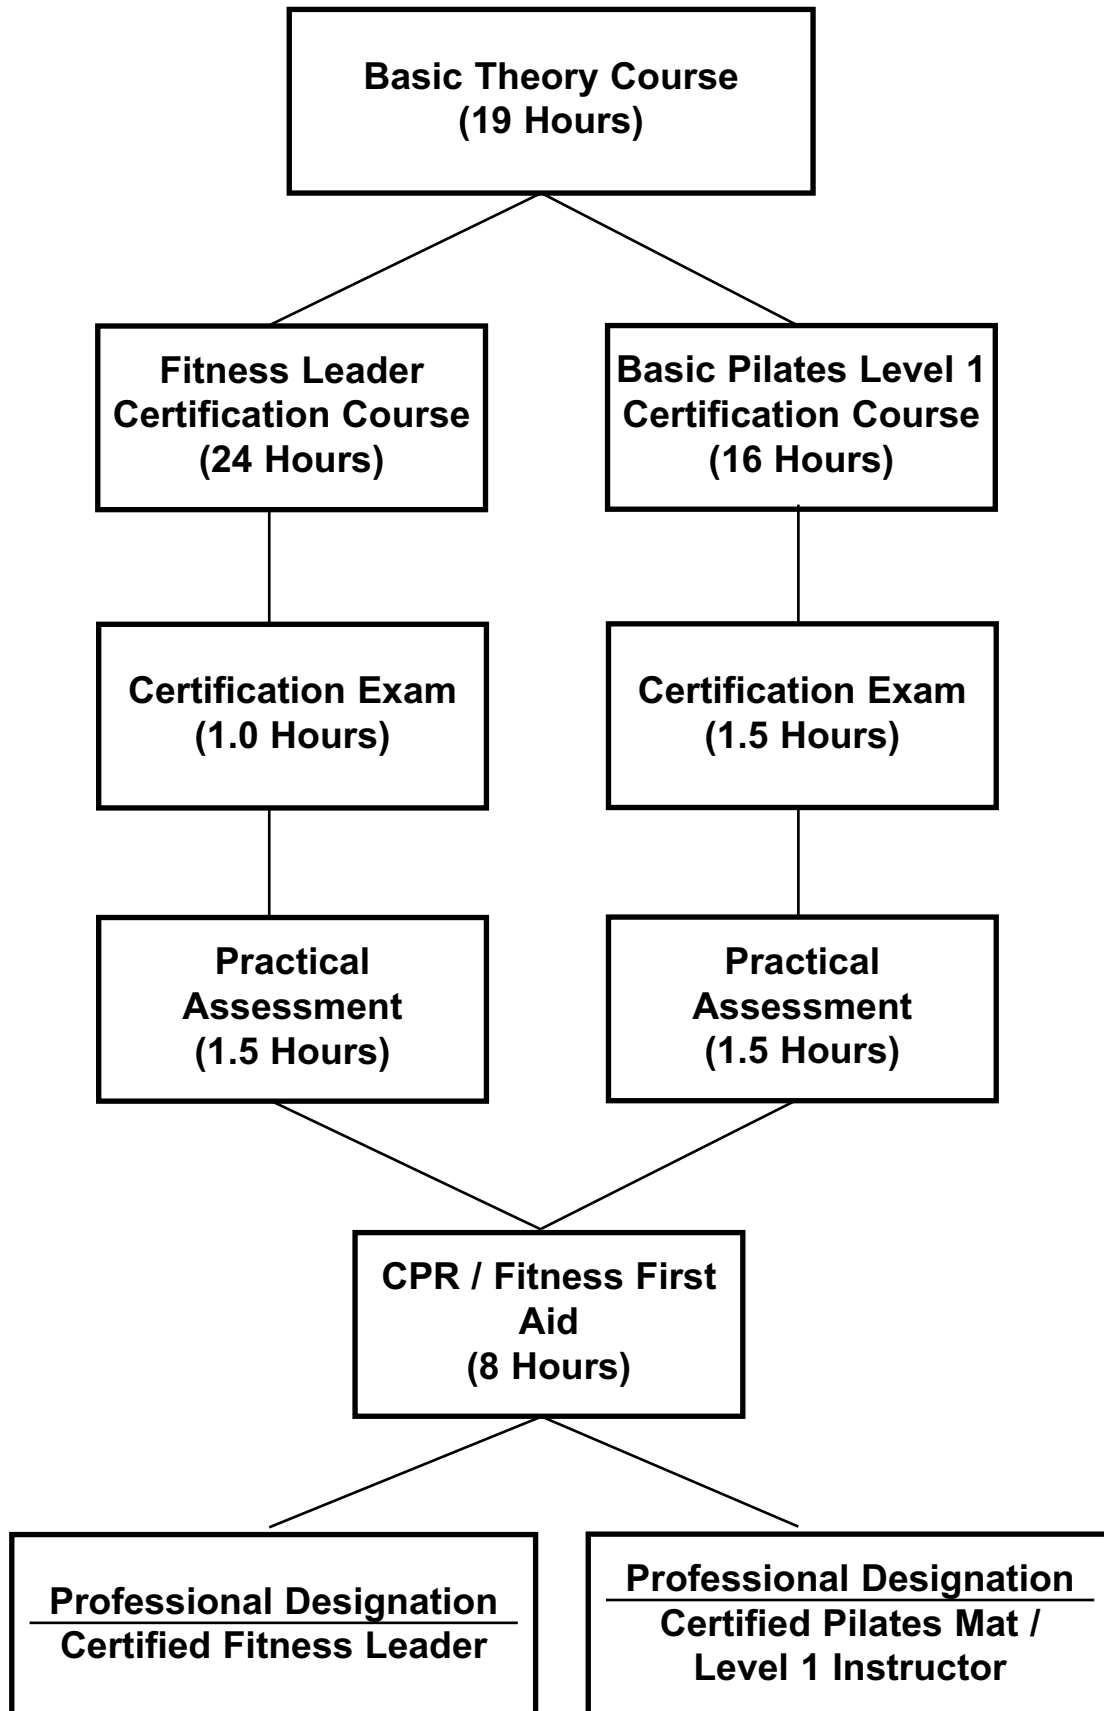 Basic Theory Course
(19 Hours)
Fitness Leader
Certification Course
(24 Hours)
Basic Pilates Level 1
Certification Course
(16 Hours)
Certification Exam
(1.0 Hours)
Certification Exam
(1.5 Hours)
Practical
Assessment
(1.5 Hours)
Practical
Assessment
(1.5 Hours)
CPR / Fitness First
Aid
(8 Hours)
Professional Designation
Certified Fitness Leader
Professional Designation
Certified Pilates Mat /
Level 1 Instructor